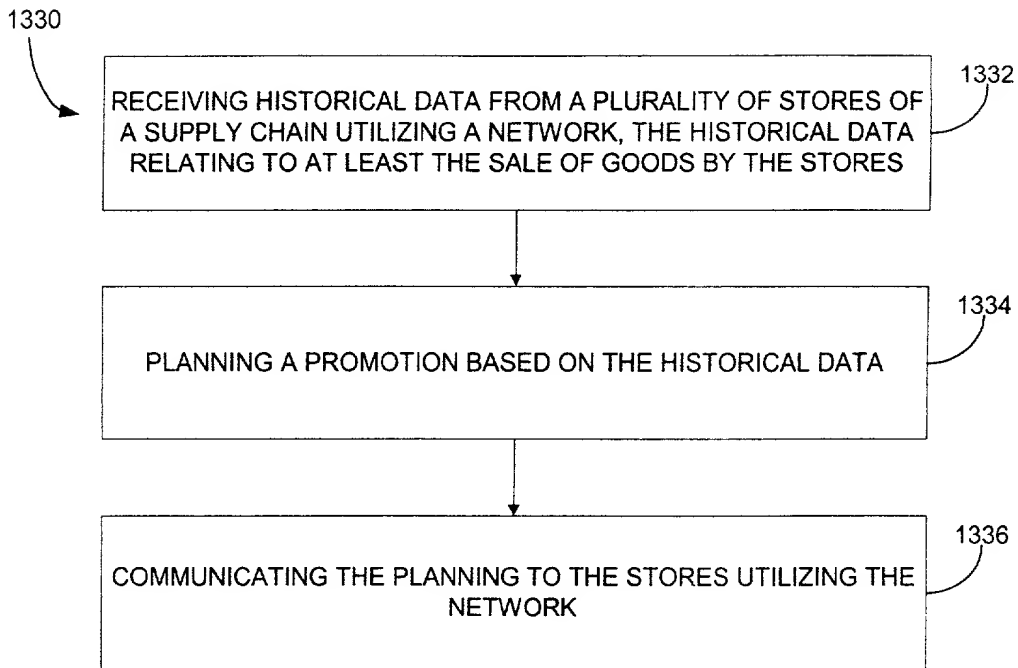 1330
RECEIVING HISTORICAL DATA FROM A PLURALITY OF STORES OF
A SUPPLY CHAIN UTILIZING A NETWORK, THE HISTORICAL DATA
RELATING TO AT LEAST THE SALE OF GOODS BY THE STORES
1332
PLANNING A PROMOTION BASED ON THE HISTORICAL DATA
1334
COMMUNICATING THE PLANNING TO THE STORES UTILIZING THE
NETWORK
1336